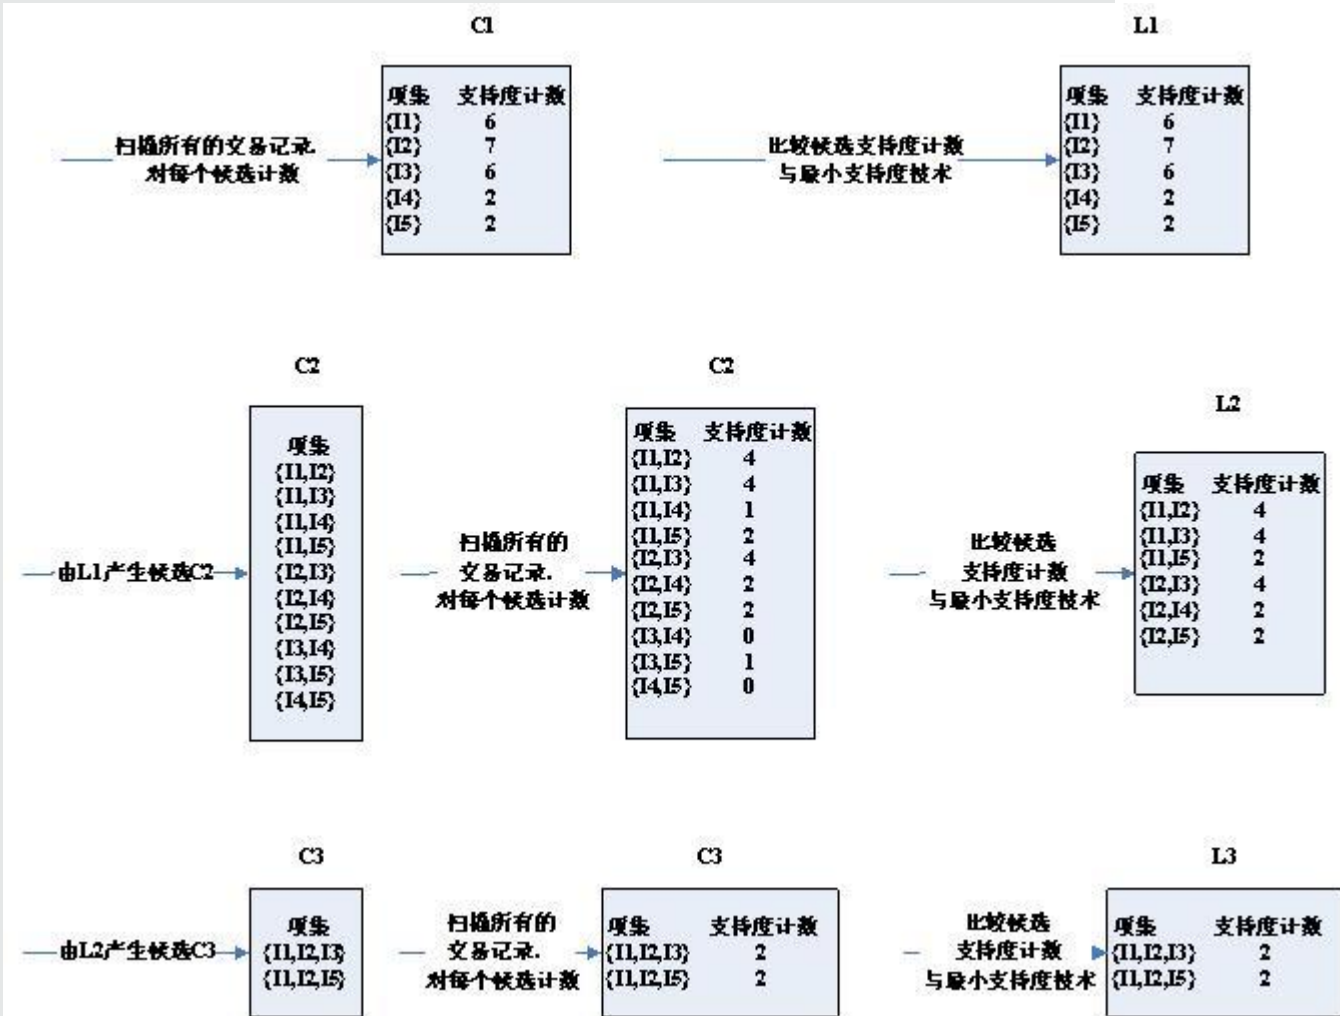 C1
L1
项集 支持度计数
{I1} 6
{I2} 7
{I3} 6
{I4} 2
{I5} 2
扫描所有的交易记录.
对每个候选计数
比较候选支持度计数
与最小支持度技术
项集 支持度计数
{I1} 6
{I2} 7
{I3} 6
{I4} 2
{I5} 2
C2
C2
L2
由L1产生候选C2
项集
{I1,I2}
{I1,I3}
{I1,I4}
{I1,I5}
{I2,I3}
{I2,I4}
{I2,I5}
{I3,I4}
{I3,I5}
{I4,I5}
扫描所有的
交易记录.
对每个候选计数
项集 支持度计数
{I1,I2} 4
{I1,I3} 4
{I1,I4} 1
{I1,I5} 2
{I2,I3} 4
{I2,I4} 2
{I2,I5} 2
{I3,I4} 0
{I3,I5} 1
{I4,I5} 0
比较候选
支持度计数
与最小支持度技术
项集 支持度计数
{I1,I2} 4
{I1,I3} 4
{I1,I5} 2
{I2,I3} 4
{I2,I4} 2
{I2,I5} 2
C3
C3
L3
由L2产生候选C3
项集
{I1,I2,I3}
{I1,I2,I5}
扫描所有的
交易记录.
对每个候选计数
项集 支持度计数
{I1,I2,I3} 2
{I1,I2,I5} 2
比较候选
支持度计数
与最小支持度技术
项集 支持度计数
{I1,I2,I3} 2
{I1,I2,I5} 2